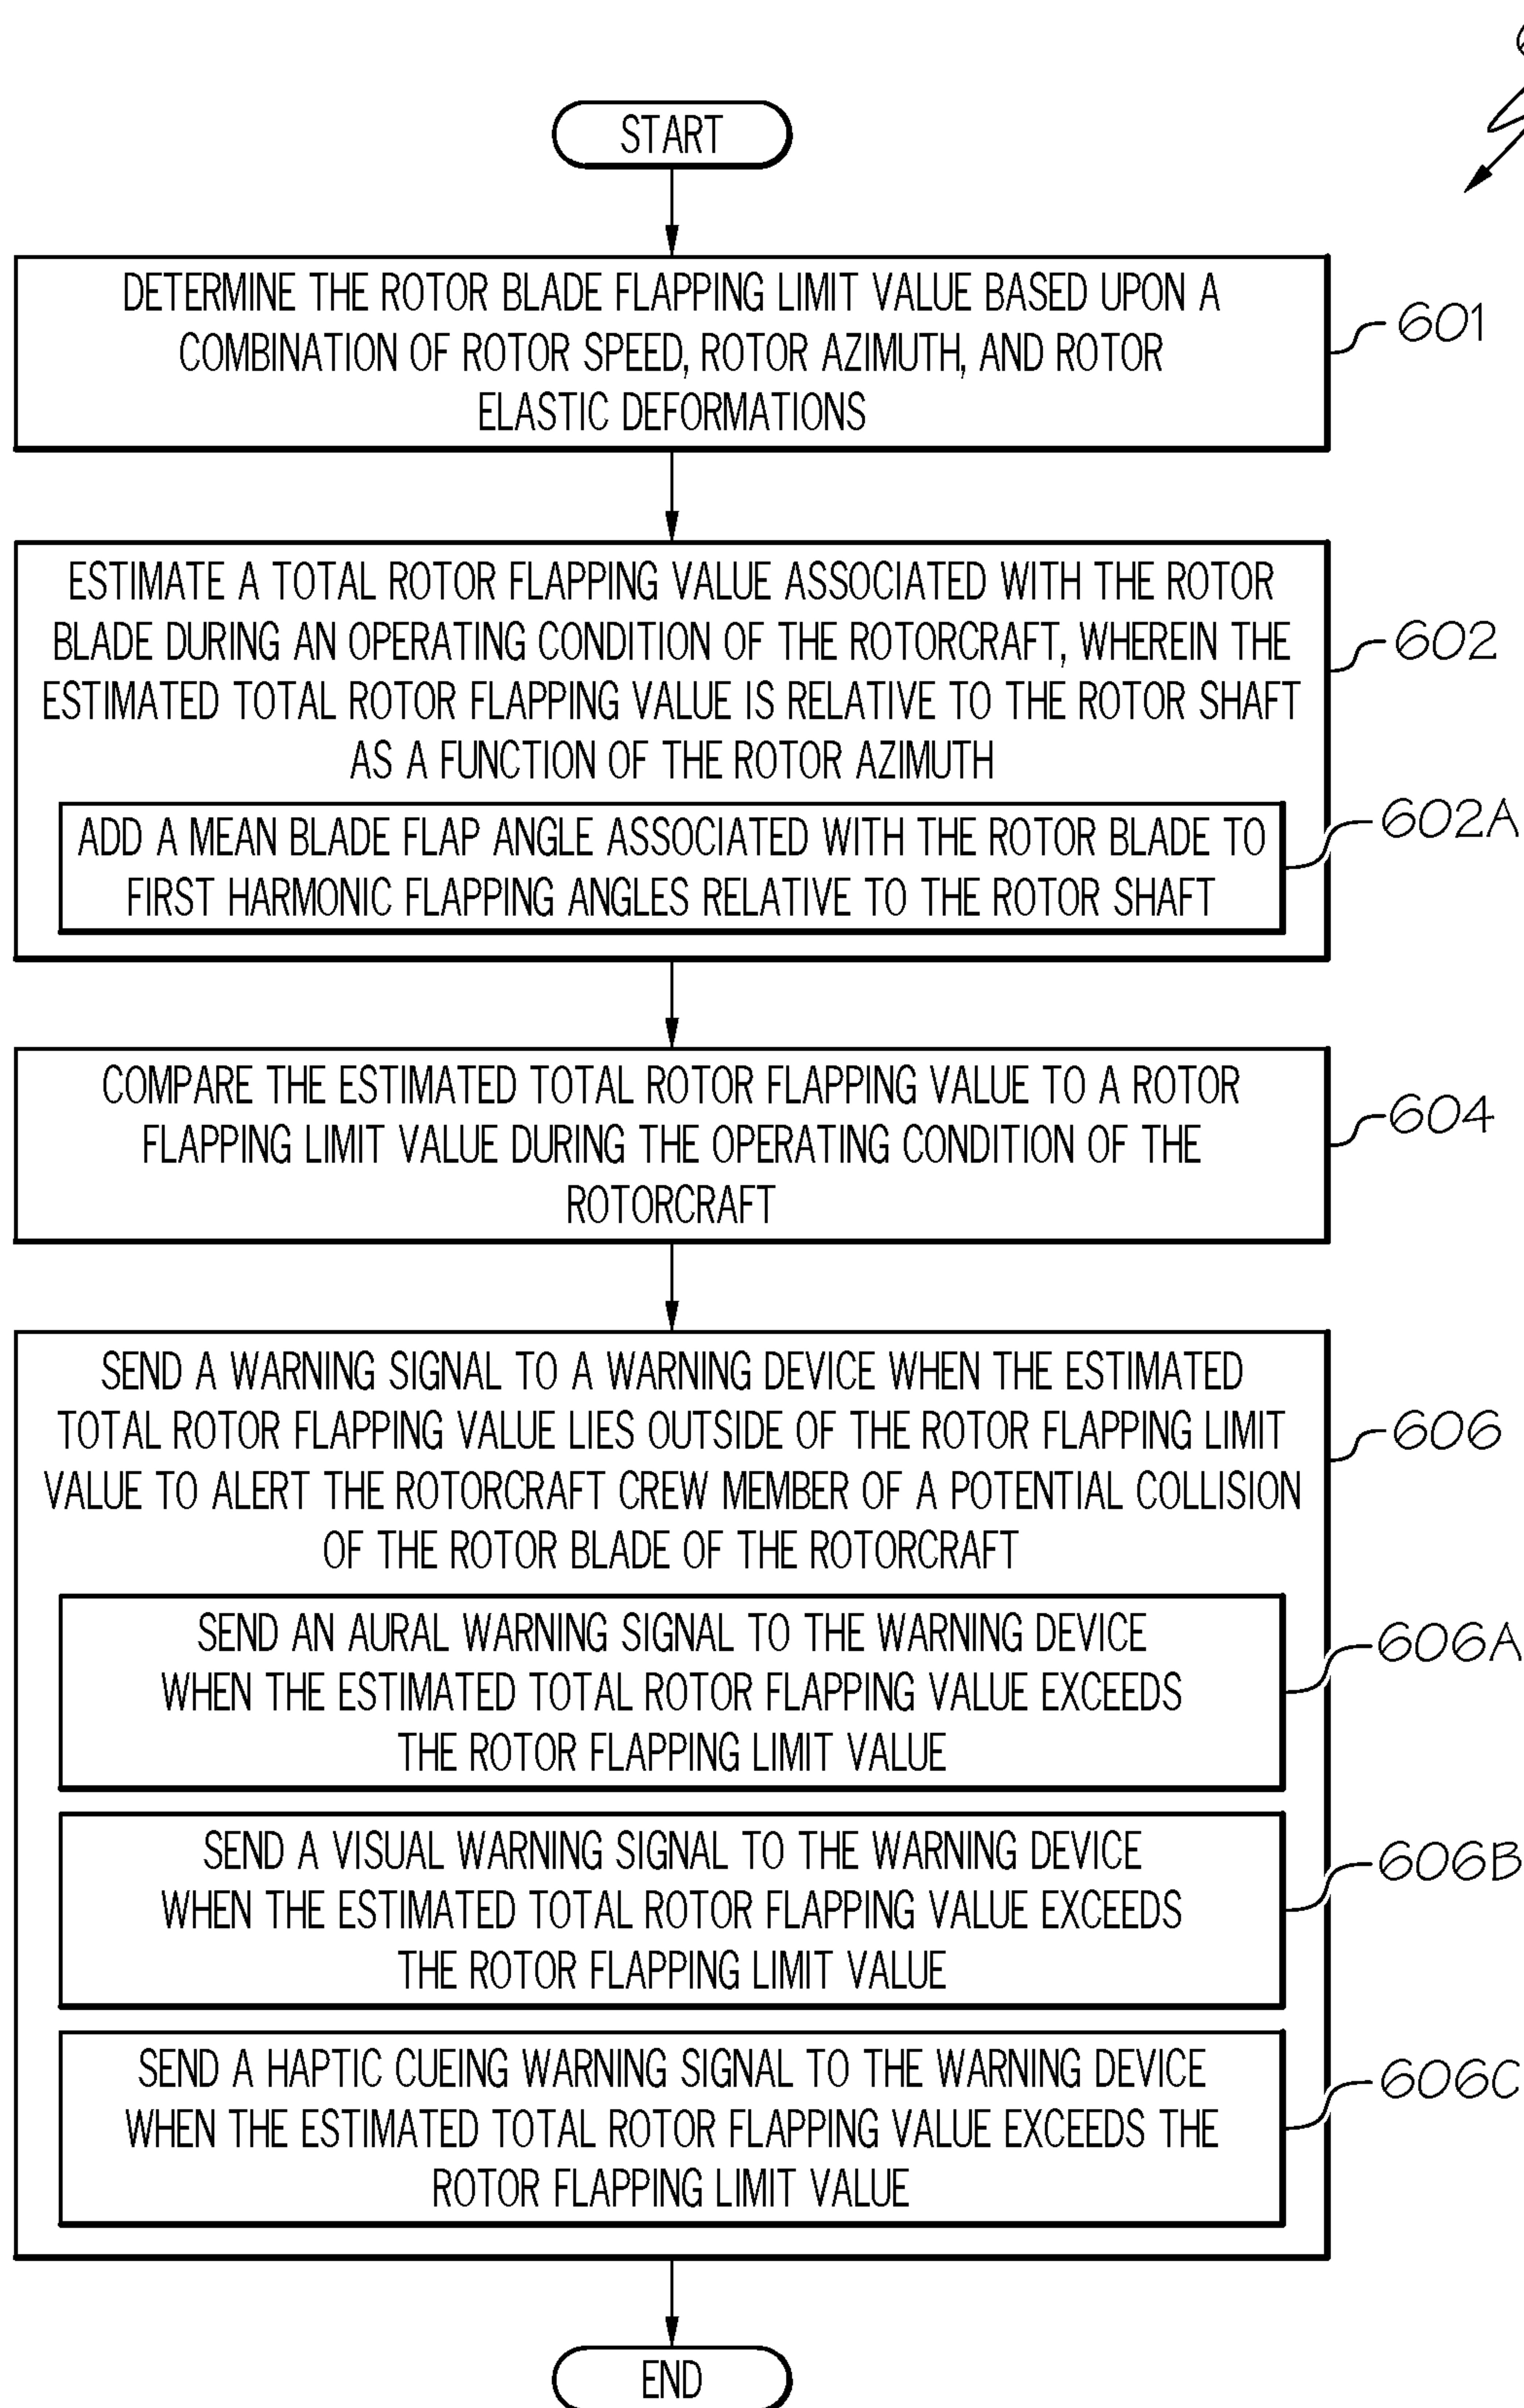 START
DETERMINE THE ROTOR BLADE FLAPPING LIMIT VALUE BASED UPON A
COMBINATION OF ROTOR SPEED, ROTOR AZIMUTH, AND ROTOR
ELASTIC DEFORMATIONS
601
ESTIMATE A TOTAL ROTOR FLAPPING VALUE ASSOCIATED WITH THE ROTOR
BLADE DURING AN OPERATING CONDITION OF THE ROTORCRAFT, WHEREIN THE
ESTIMATED TOTAL ROTOR FLAPPING VALUE IS RELATIVE TO THE ROTOR SHAFT
AS A FUNCTION OF THE ROTOR AZIMUTH
602
ADD A MEAN BLADE FLAP ANGLE ASSOCIATED WITH THE ROTOR BLADE TO
FIRST HARMONIC FLAPPING ANGLES RELATIVE TO THE ROTOR SHAFT
602A
COMPARE THE ESTIMATED TOTAL ROTOR FLAPPING VALUE TO A ROTOR
FLAPPING LIMIT VALUE DURING THE OPERATING CONDITION OF THE
ROTORCRAFT
604
SEND A WARNING SIGNAL TO A WARNING DEVICE WHEN THE ESTIMATED
TOTAL ROTOR FLAPPING VALUE LIES OUTSIDE OF THE ROTOR FLAPPING LIMIT
VALUE TO ALERT THE ROTORCRAFT CREW MEMBER OF A POTENTIAL COLLISION
OF THE ROTOR BLADE OF THE ROTORCRAFT
606
SEND AN AURAL WARNING SIGNAL TO THE WARNING DEVICE
WHEN THE ESTIMATED TOTAL ROTOR FLAPPING VALUE EXCEEDS
THE ROTOR FLAPPING LIMIT VALUE
606A
SEND A VISUAL WARNING SIGNAL TO THE WARNING DEVICE
WHEN THE ESTIMATED TOTAL ROTOR FLAPPING VALUE EXCEEDS
THE ROTOR FLAPPING LIMIT VALUE
606B
SEND A HAPTIC CUEING WARNING SIGNAL TO THE WARNING DEVICE
WHEN THE ESTIMATED TOTAL ROTOR FLAPPING VALUE EXCEEDS THE
ROTOR FLAPPING LIMIT VALUE
606C
END